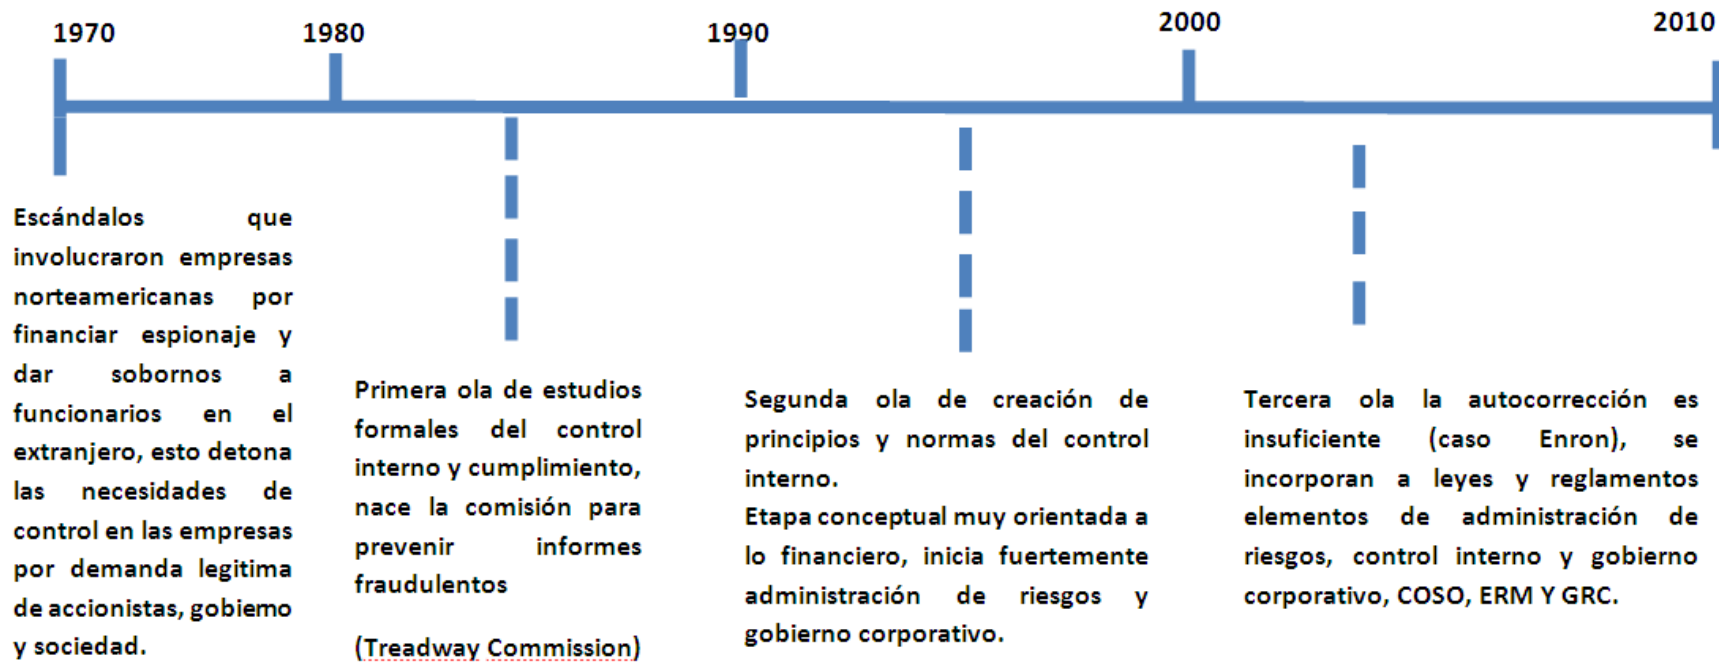 1970
1980
1990
2000
2010
Escándalos que
involucraron empresas
norteamericanas por
financiar espionaje y
dar sobornos a
funcionarios en el
extranjero, esto detona
las necesidades de
control en las empresas
por demanda legitima
de accionistas, gobierno
y sociedad.
Primera ola de estudios
formales del control
interno y cumplimiento,
nace la comisión para
prevenir informes
fraudulentos
(Treadway Commission)
Segunda ola de creación de
principios y normas del control
interno.
Etapa conceptual muy orientada a
lo financiero, inicia fuertemente
administración de riesgos y
gobierno corporativo.
Tercera ola la autocorrección es
insuficiente (caso Enron), se
incorporan a leyes y reglamentos
elementos de administración de
riesgos, control interno y gobierno
corporativo, COSO, ERM Y GRC.